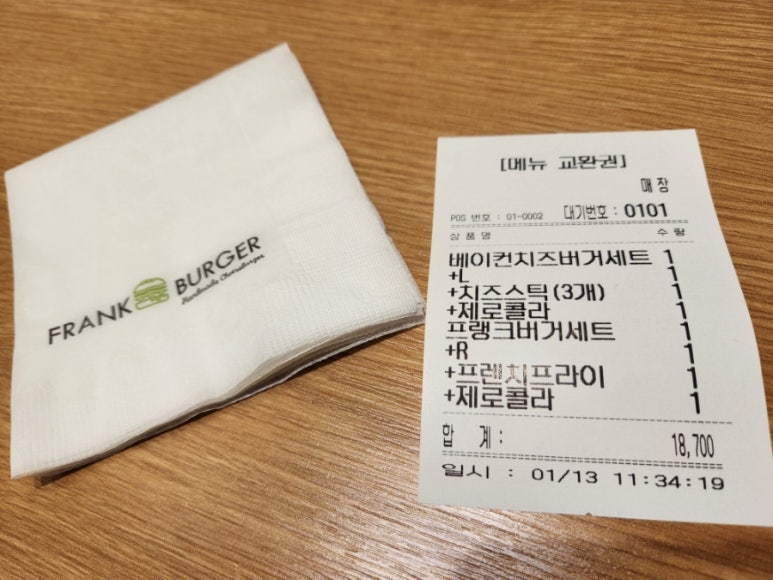 FRANK BURGER
Handmade Cheeseburger
[메뉴 교환권]
매장
POS 번호 : 01-0002 대기번호 : 0101
상품명 수량
베이컨치즈버거세트 1
+L 1
+치즈스틱(3개) 1
+제로콜라 1
프랭크버거세트 1
+R 1
+프렌치프라이 1
+제로콜라 1
합 계 : 18,700
일시 : 01/13 11:34:19